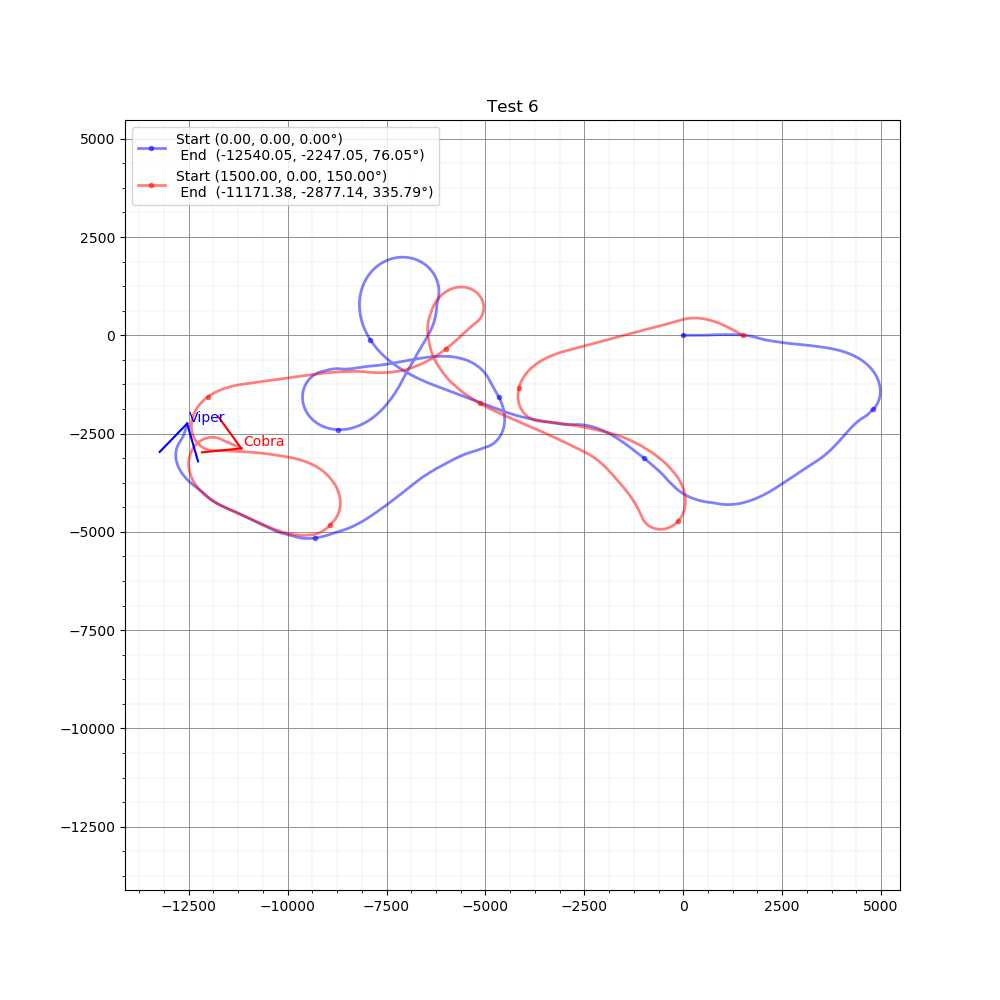 Test 6
Start (0.00, 0.00, 0.00°)
End (-12540.05, -2247.05, 76.05°)
Start (1500.00, 0.00, 150.00°)
End (-11171.38, -2877.14, 335.79°)
5000
2500
0
−2500
−5000
−7500
−10000
−12500
Viper
Cobra
−12500 −10000 −7500 −5000 −2500 0 2500 5000